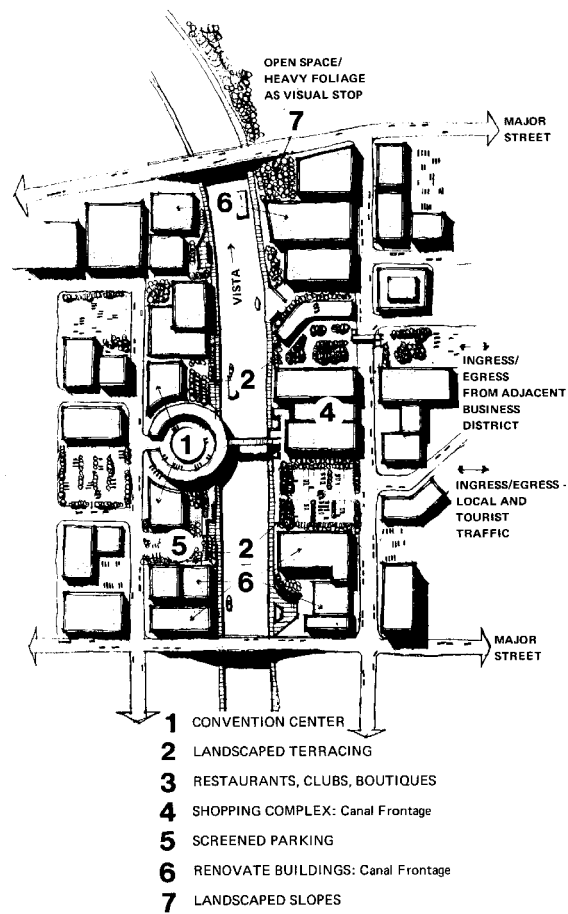 OPEN SPACE/
HEAVY FOLIAGE
AS VISUAL STOP
7
MAJOR
STREET
6
VISTA
3
2
INGRESS/
EGRESS
FROM ADJACENT
BUSINESS
DISTRICT
4
1
INGRESS/EGRESS -
LOCAL AND
TOURIST
TRAFFIC
5
2
6
MAJOR
STREET
1 CONVENTION CENTER
2 LANDSCAPED TERRACING
3 RESTAURANTS, CLUBS, BOUTIQUES
4 SHOPPING COMPLEX: Canal Frontage
5 SCREENED PARKING
6 RENOVATE BUILDINGS: Canal Frontage
7 LANDSCAPED SLOPES